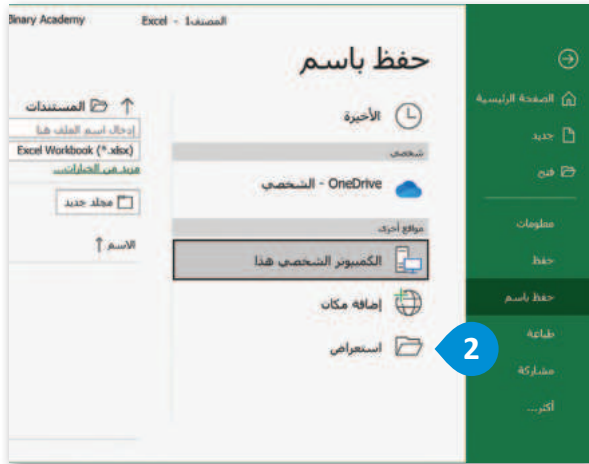 Binary Academy
Excel - المصنف1
الصفحة الرئيسية
جديد
فتح
معلومات
حفظ
حفظ باسم
طباعة
مشاركة
أكثر...
حفظ باسم
الأخيرة
شخصي
OneDrive - الشخصي
مواقع أخرى
الكمبيوتر الشخصي هذا
إضافة مكان
استعراض
2
المستندات
إدخال اسم الملف هنا
Excel Workbook (*.xlsx)
مزيد من الخيارات...
مجلد جديد
الاسم ↑